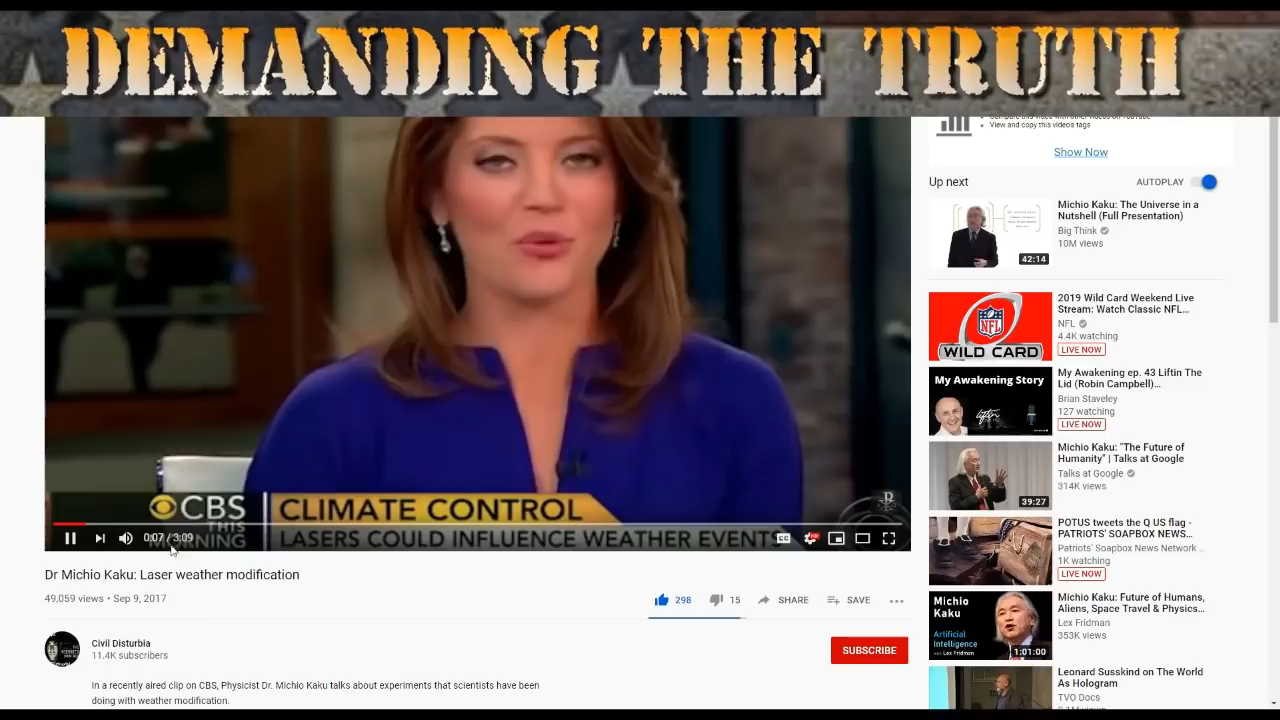 DEMANDING THE TRUTH
View and copy this video's tags
Show Now
Up next
AUTOPLAY
Michio Kaku: The Universe in a
Nutshell (Full Presentation)
Big Think
10M views
42:14
2019 Wild Card Weekend Live
Stream: Watch Classic NFL...
NFL
4.4K watching
LIVE NOW
NFL
WILD CARD
My Awakening ep. 43 Liftin The
Lid (Robin Campbell)...
Brian Staveley
127 watching
LIVE NOW
My Awakening Story
Michio Kaku: "The Future of
Humanity" | Talks at Google
Talks at Google
314K views
39:27
POTUS tweets the Q US flag -
PATRIOTS' SOAPBOX NEWS...
Patriots' Soapbox News Network ...
1K watching
LIVE NOW
Michio Kaku: Future of Humans,
Aliens, Space Travel & Physics...
Lex Fridman
353K views
Michio
Kaku
Artificial
Intelligence
with Lex Fridman
1:01:00
Leonard Susskind on The World
As Hologram
TVO Docs
CBS
THIS
MORNING
CLIMATE CONTROL
LASERS COULD INFLUENCE WEATHER EVENTS
0:07 / 3:09
CC
HD
Dr Michio Kaku: Laser weather modification
49,059 views • Sep 9, 2017
298
15
SHARE
SAVE
Civil Disturbia
11.4K subscribers
SUBSCRIBE
In a recently aired clip on CBS, Physicist Dr. Michio Kaku talks about experiments that scientists have been
doing with weather modification.